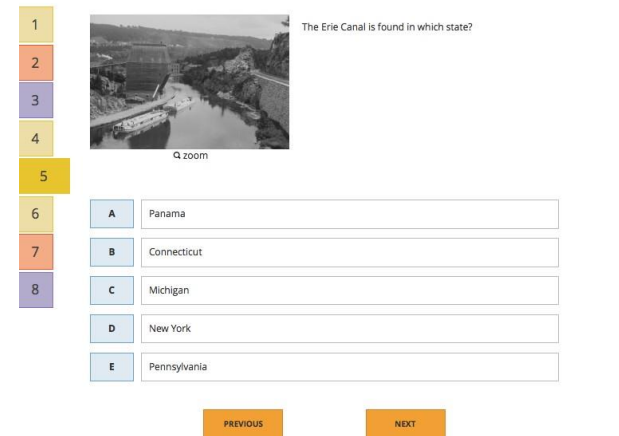 1
2
3
4
5
6
7
8
The Erie Canal is found in which state?
zoom
A Panama
B Connecticut
C Michigan
D New York
E Pennsylvania
PREVIOUS NEXT